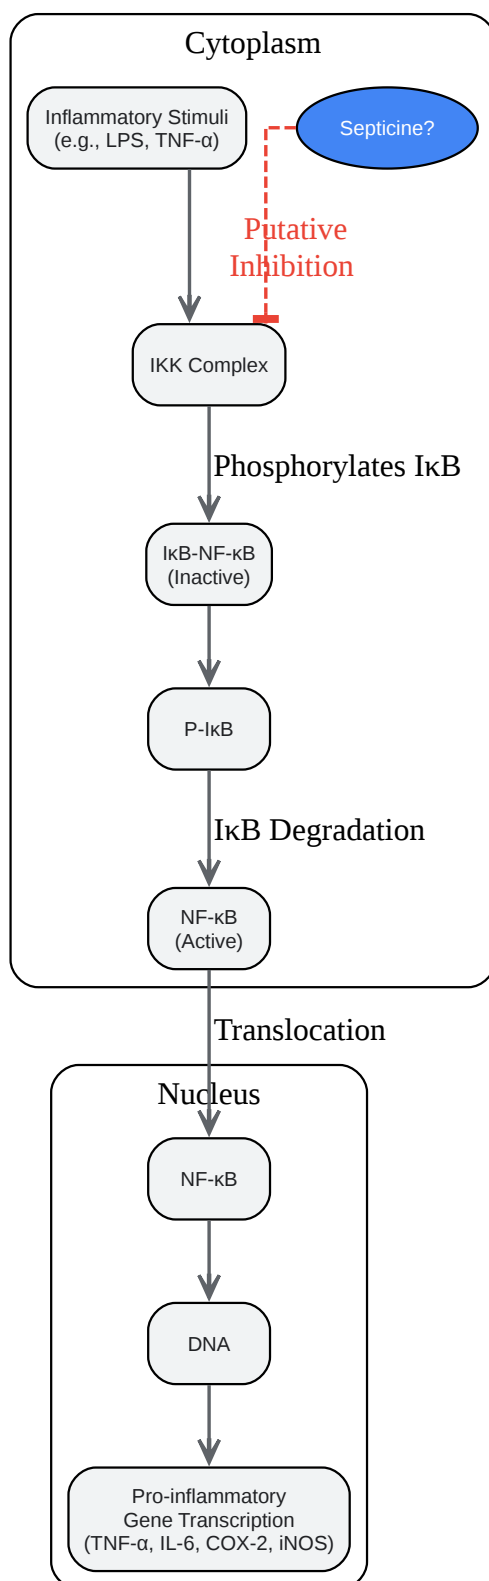 Cytoplasm
Inflammatory Stimuli
(e.g., LPS, TNF-α)
Septicine?
Putative
Inhibition
IKK Complex
Phosphorylates IκB
IκB-NF-κB
(Inactive)
P-IκB
IκB Degradation
NF-κB
(Active)
Translocation
Nucleus
NF-κB
DNA
Pro-inflammatory
Gene Transcription
(TNF-α, IL-6, COX-2, iNOS)